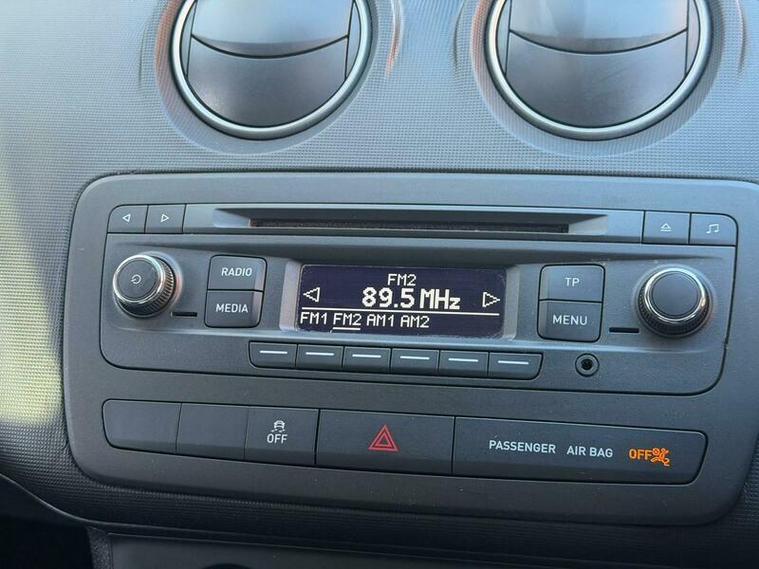 RADIO
MEDIA
FM2
89.5 MHz
FM1 FM2 AM1 AM2
TP
MENU
OFF
PASSENGER AIR BAG OFF